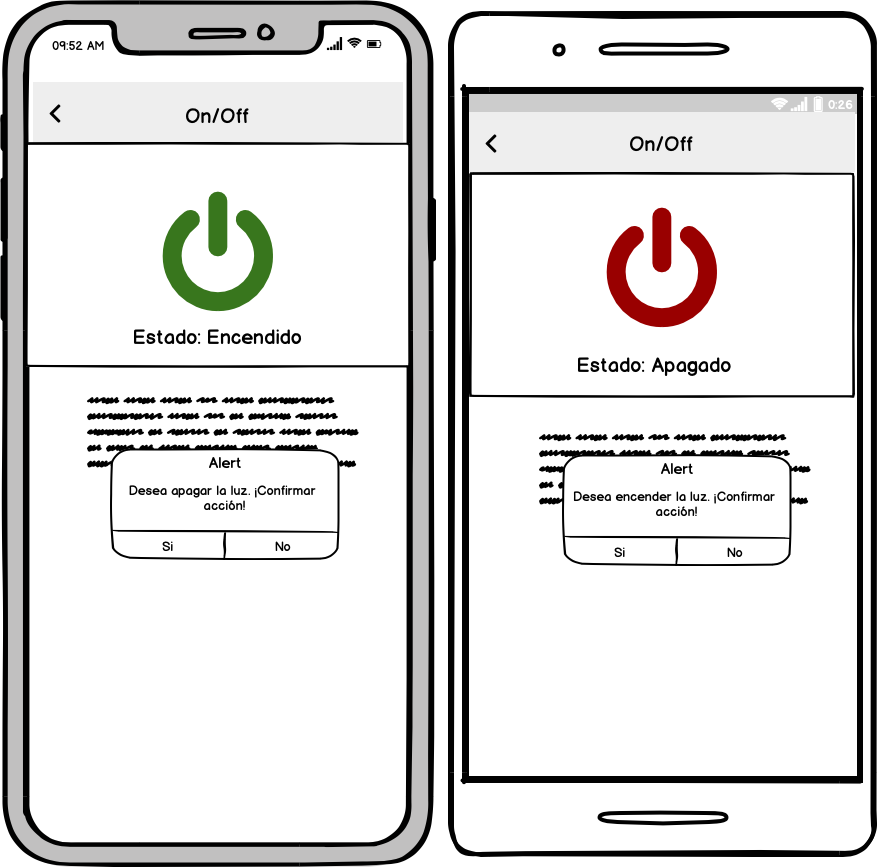 09:52 AM
On/Off
Estado: Encendido
Alert
Desea apagar la luz. ¡Confirmar
acción!
Si
No
0:26
On/Off
Estado: Apagado
Alert
Desea encender la luz. ¡Confirmar
acción!
Si
No